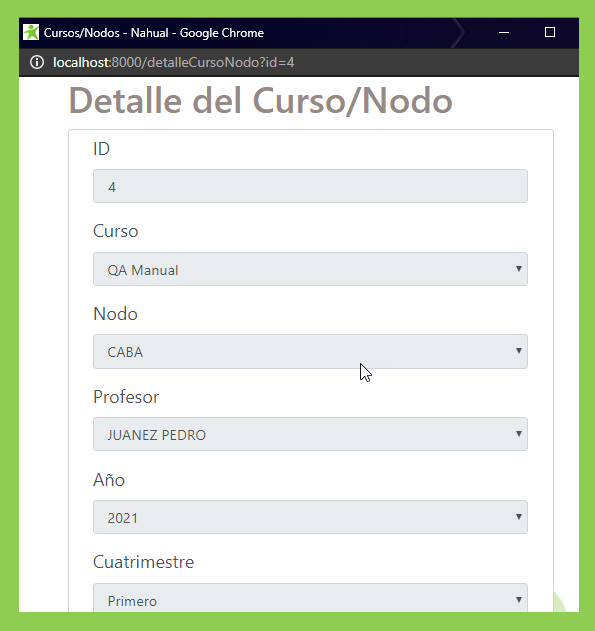 Cursos/Nodos - Nahual - Google Chrome
localhost:8000/detalleCursoNodo?id=4
Detalle del Curso/Nodo
ID
4
Curso
QA Manual
Nodo
CABA
Profesor
JUANEZ PEDRO
Año
2021
Cuatrimestre
Primero